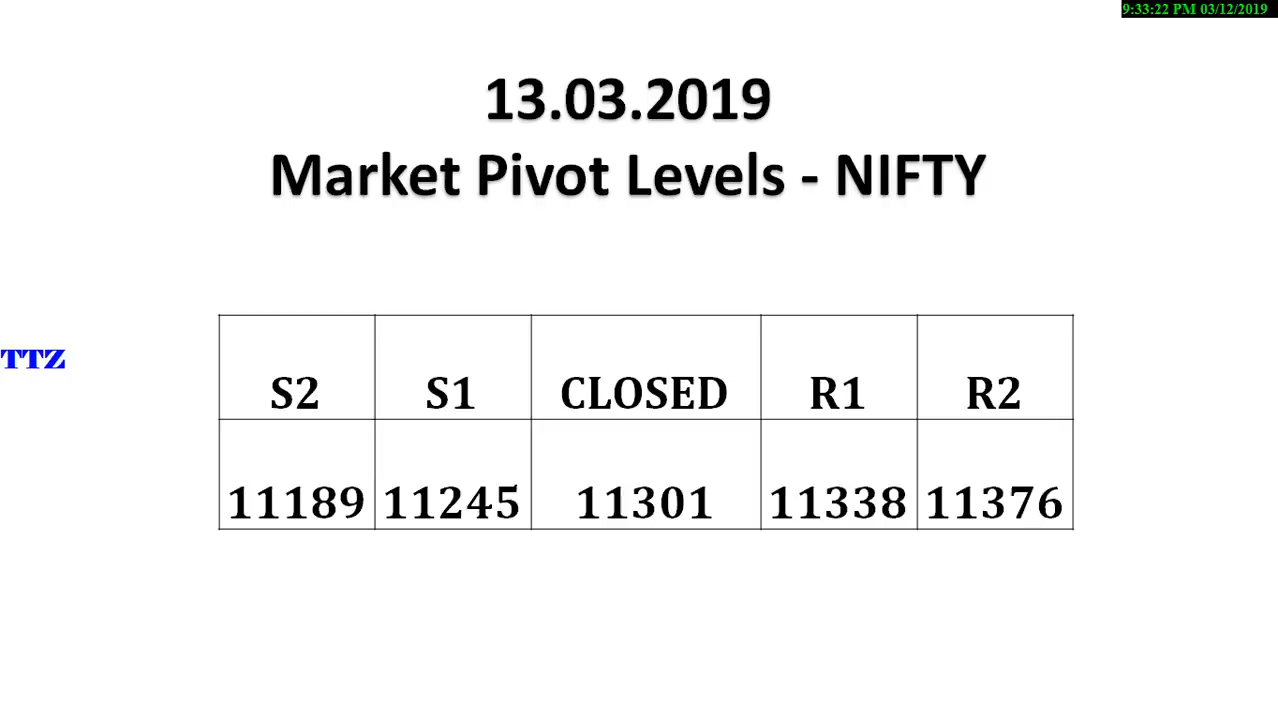 9:33:22 PM 03/12/2019
13.03.2019
Market Pivot Levels - NIFTY
TTZ
S2 S1 CLOSED R1 R2
11189 11245 11301 11338 11376